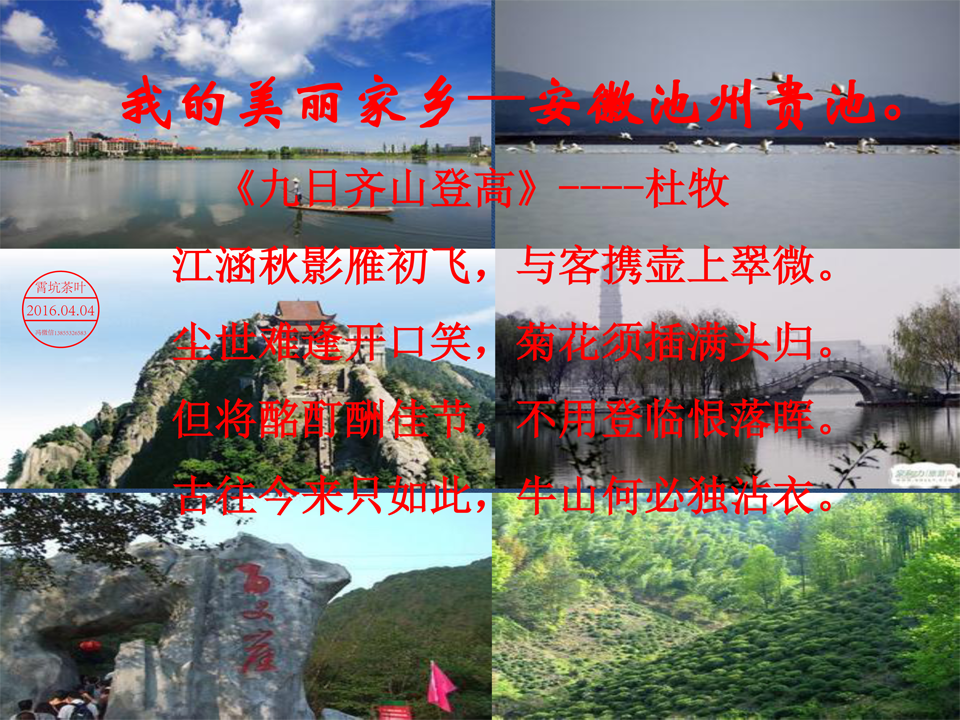 我的美丽家乡—安徽池州贵池。
《九日齐山登高》----杜牧
江涵秋影雁初飞，与客携壶上翠微。
霄坑茶叶
2016.04.04
尘世难逢开口笑，菊花须插满头归。
但将酩酊酬佳节，不用登临恨落晖。
古往今来只如此，牛山何必独沾衣。
百丈崖